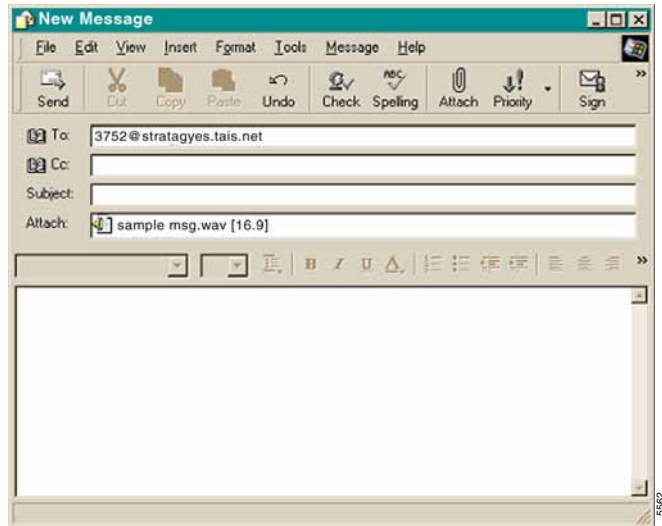 New Message
File Edit View Insert Format Tools Message Help
Send Cut Copy Paste Undo Check Spelling Attach Priority Sign
To: 3752@stratagyes.tais.net
Cc:
Subject:
Attach: sample msg.wav [16.9]
B I U A
5562